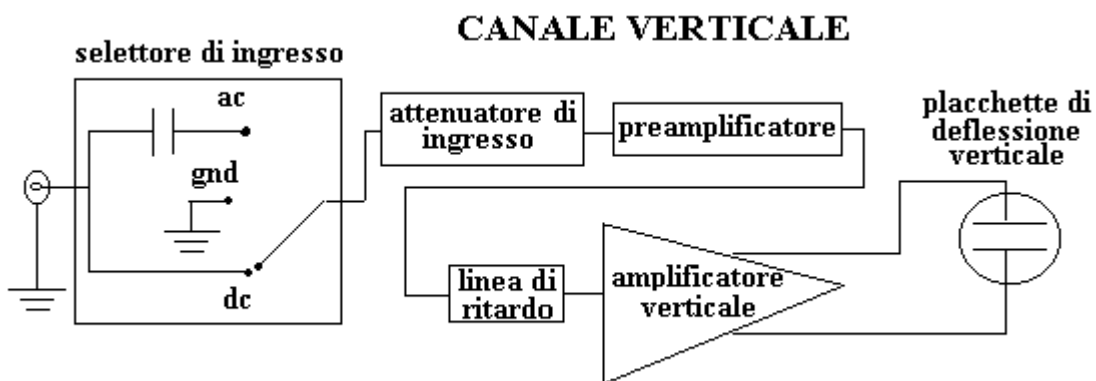 CANALE VERTICALE
selettore di ingresso
ac
gnd
dc
attenuatore di
ingresso
preamplificatore
linea di
ritardo
amplificatore
verticale
placchette di
deflessione
verticale